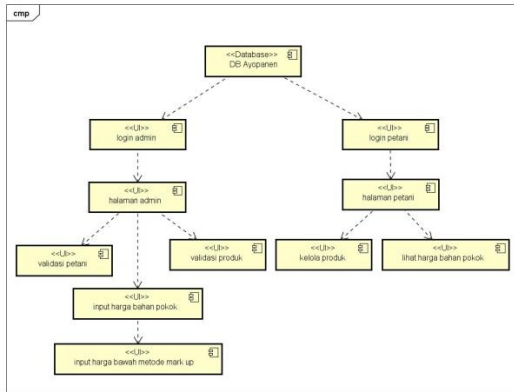 cmp
<<Database>>
DB Ayopanen
<<UI>>
login admin
<<UI>>
login petani
<<UI>>
halaman admin
<<UI>>
halaman petani
<<UI>>
validasi petani
<<UI>>
validasi produk
<<UI>>
kelola produk
<<UI>>
lihat harga bahan pokok
<<UI>>
input harga bahan pokok
<<UI>>
input harga bawah metode mark up